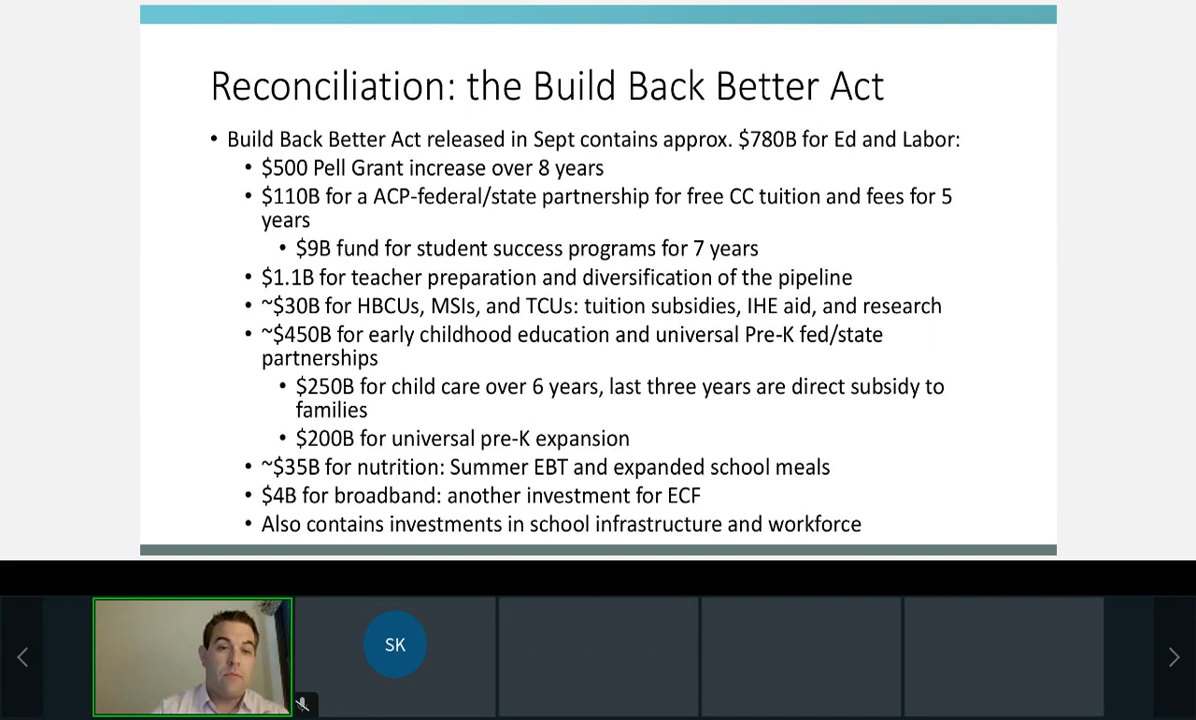 Reconciliation: the Build Back Better Act
• Build Back Better Act released in Sept contains approx. $780B for Ed and Labor:
• $500 Pell Grant increase over 8 years
• $110B for a ACP-federal/state partnership for free CC tuition and fees for 5
years
• $9B fund for student success programs for 7 years
• $1.1B for teacher preparation and diversification of the pipeline
• ~$30B for HBCUs, MSIs, and TCUs: tuition subsidies, IHE aid, and research
• ~$450B for early childhood education and universal Pre-K fed/state
partnerships
• $250B for child care over 6 years, last three years are direct subsidy to
families
• $200B for universal pre-K expansion
• ~$35B for nutrition: Summer EBT and expanded school meals
• $4B for broadband: another investment for ECF
• Also contains investments in school infrastructure and workforce
SK